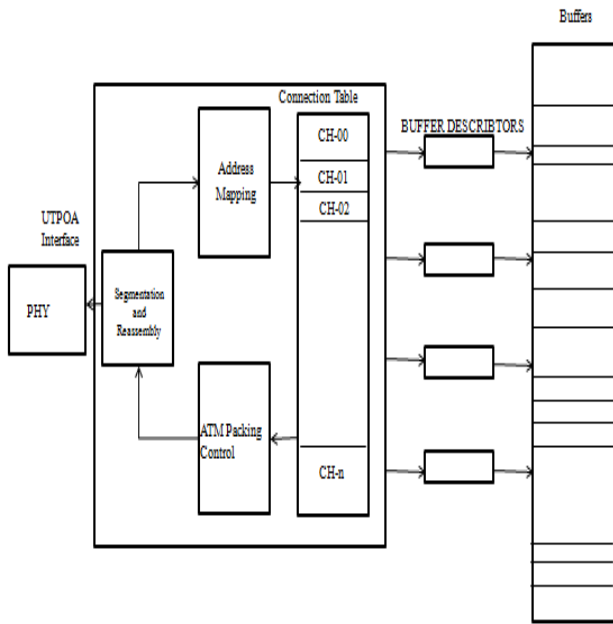 Buffers
Connection Table
BUFFER DESCRIBTORS
CH-00
Address
Mapping
CH-01
CH-02
UTPOA
Interface
PHY
Segmentation
and
Reassembly
ATM Packing
Control
CH-n